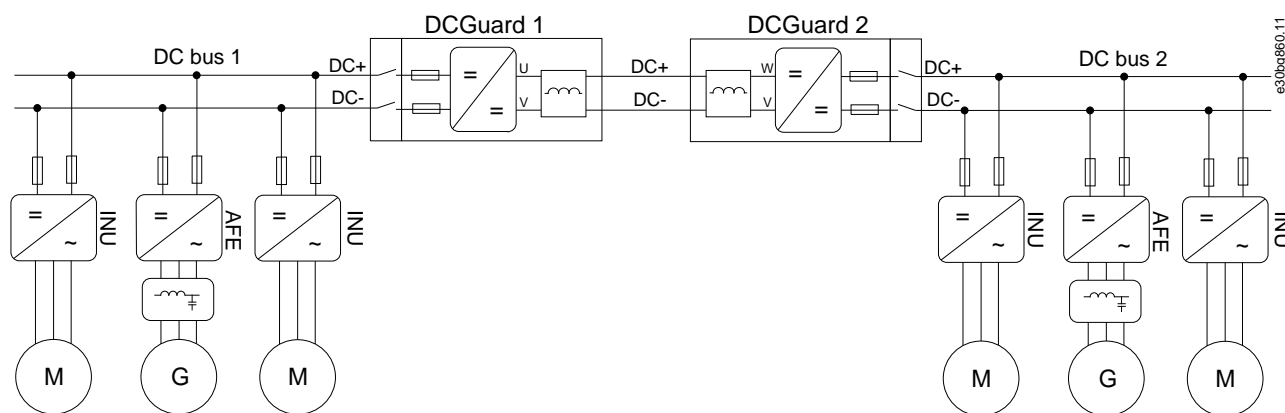 DCGuard 1
DCGuard 2
e30bg860.11
DC bus 1
DC+
U
DC+
W
DC+
DC bus 2
DC-
V
DC-
V
DC-
=
=
=
=
=
~
INU
=
~
AFE
=
~
INU
=
~
INU
=
~
AFE
=
~
INU
M
G
M
M
G
M